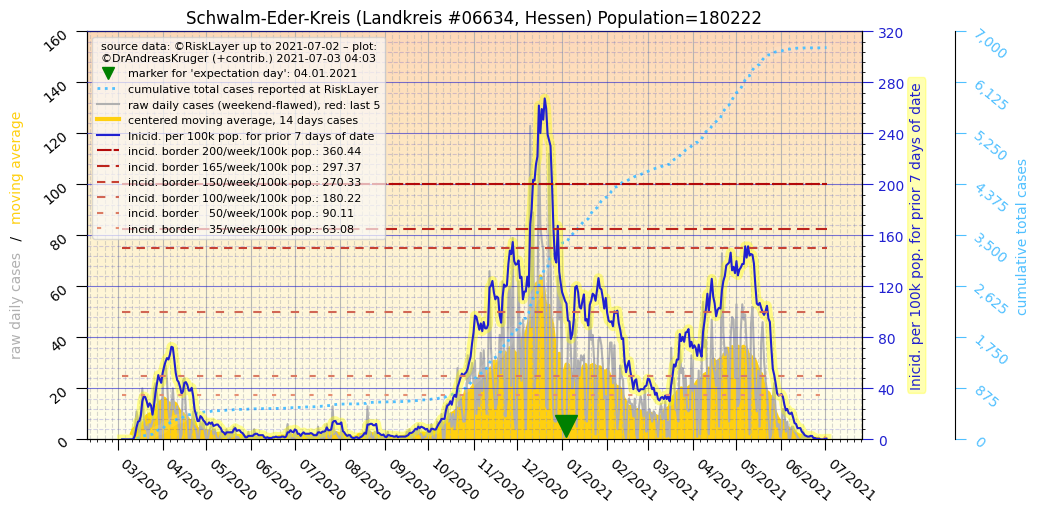 Schwalm-Eder-Kreis (Landkreis #06634, Hessen) Population=180222
source data: ©RiskLayer up to 2021-07-02 – plot:
©DrAndreasKruger (+contrib.) 2021-07-03 04:03
marker for 'expectation day': 04.01.2021
cumulative total cases reported at RiskLayer
raw daily cases (weekend-flawed), red: last 5
centered moving average, 14 days cases
Inicid. per 100k pop. for prior 7 days of date
incid. border 200/week/100k pop.: 360.44
incid. border 165/week/100k pop.: 297.37
incid. border 150/week/100k pop.: 270.33
incid. border 100/week/100k pop.: 180.22
incid. border 50/week/100k pop.: 90.11
incid. border 35/week/100k pop.: 63.08
raw daily cases / moving average
160
140
120
100
80
60
40
20
0
03/2020
04/2020
05/2020
06/2020
07/2020
08/2020
09/2020
10/2020
11/2020
12/2020
01/2021
02/2021
03/2021
04/2021
05/2021
06/2021
07/2021
320
280
240
200
160
120
80
40
0
Inicid. per 100k pop. for prior 7 days of date
7,000
6,125
5,250
4,375
3,500
2,625
1,750
875
0
cumulative total cases